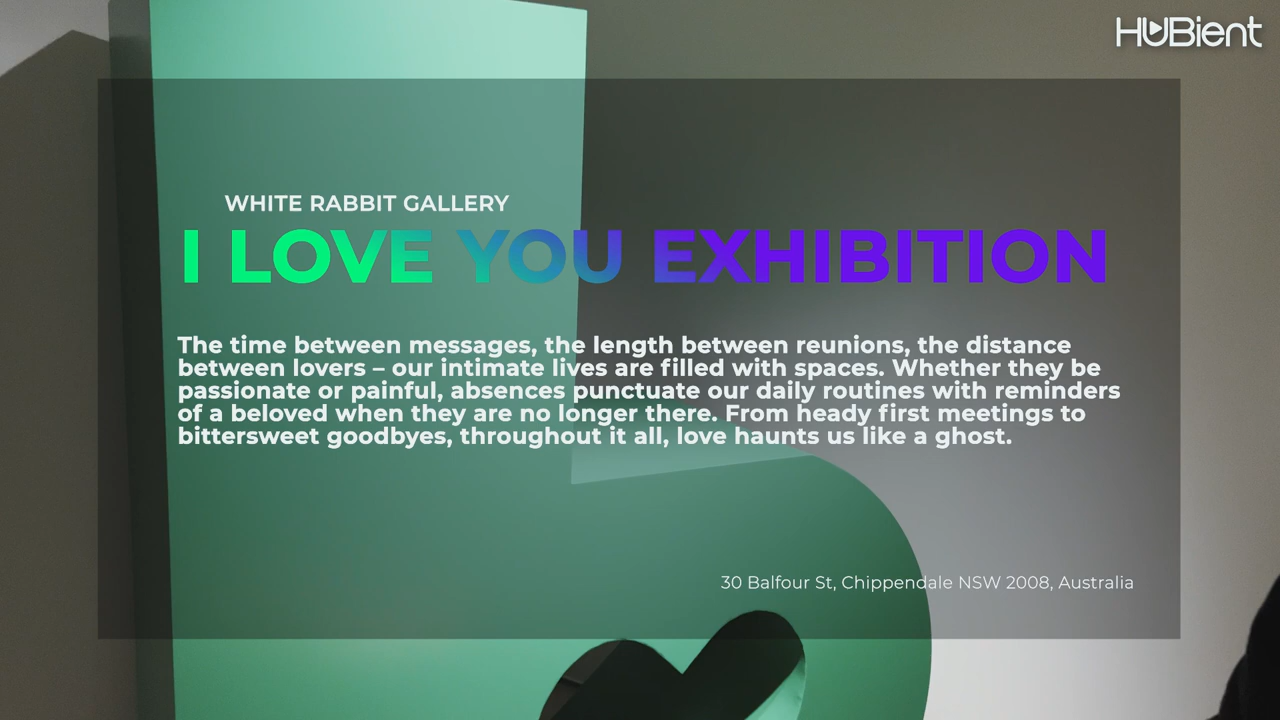 HUBient
WHITE RABBIT GALLERY
I LOVE YOU EXHIBITION
The time between messages, the length between reunions, the distance
between lovers – our intimate lives are filled with spaces. Whether they be
passionate or painful, absences punctuate our daily routines with reminders
of a beloved when they are no longer there. From heady first meetings to
bittersweet goodbyes, throughout it all, love haunts us like a ghost.
30 Balfour St, Chippendale NSW 2008, Australia